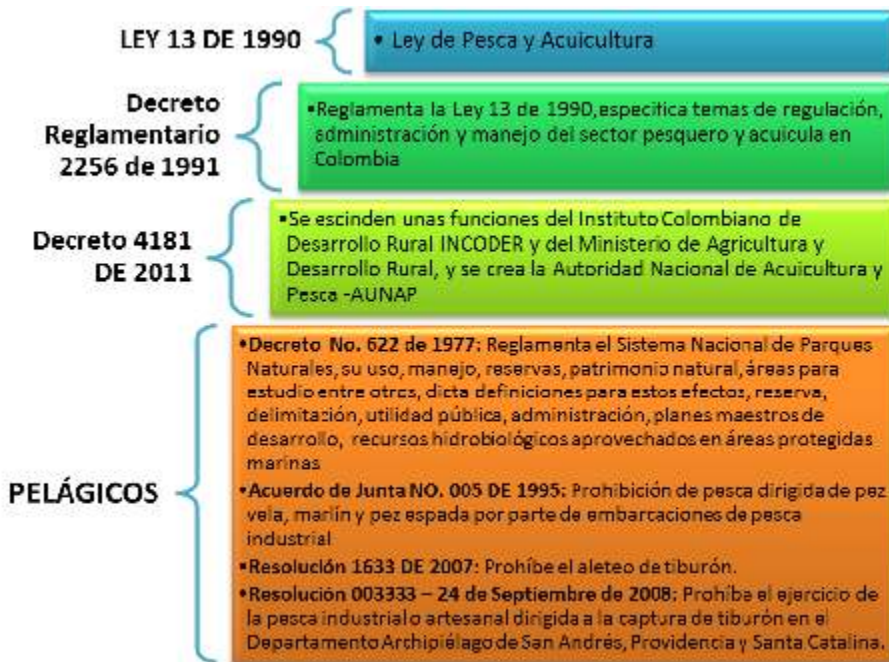 LEY 13 DE 1990
• Ley de Pesca y Acuicultura
Decreto
Reglamentario
2256 de 1991
•Reglamenta la Ley 13 de 1990, especifica temas de regulación,
administración y manejo del sector pesquero y acuicula en
Colombia
Decreto 4181
DE 2011
•Se escinden unas funciones del Instituto Colombiano de
Desarrollo Rural INCODER y del Ministerio de Agricultura y
Desarrollo Rural, y se crea la Autoridad Nacional de Acuicultura y
Pesca -AUNAP
PELÁGICOS
•Decreto No. 622 de 1977: Reglamenta el Sistema Nacional de Parques
Naturales, su uso, manejo, reservas, patrimonio natural, áreas para
estudio entre otros, dicta definiciones para estos efectos, reserva,
delimitación, utilidad pública, administración, planes maestros de
desarrollo, recursos hidrobiológicos aprovechados en áreas protegidas
marinas
•Acuerdo de Junta NO. 005 DE 1995: Prohibición de pesca dirigida de pez
vela, marlín y pez espada por parte de embarcaciones de pesca
industrial
•Resolución 1633 DE 2007: Prohíbe el aleteo de tiburón.
•Resolución 003333 – 24 de Septiembre de 2008: Prohíba el ejercicio de
la pesca industrial o artesanal dirigida a la captura de tiburón en el
Departamento Archipiélago de San Andrés, Providencia y Santa Catalina.